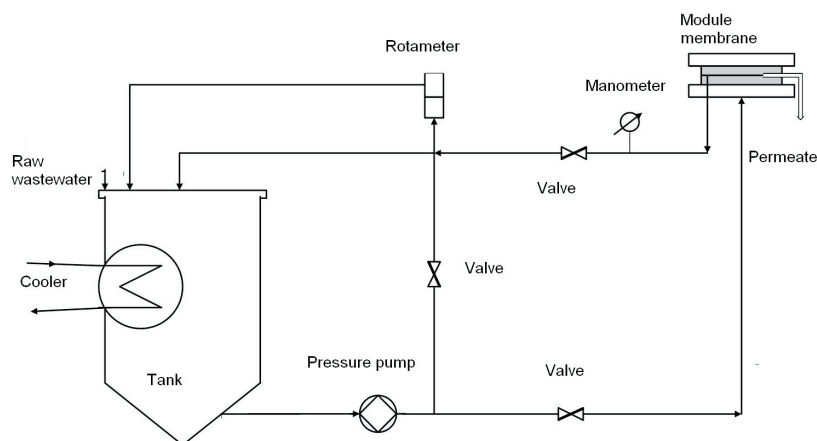 Module
membrane
Rotameter
Manometer
Raw
wastewater
Permeate
Valve
Valve
Cooler
Pressure pump
Valve
Tank